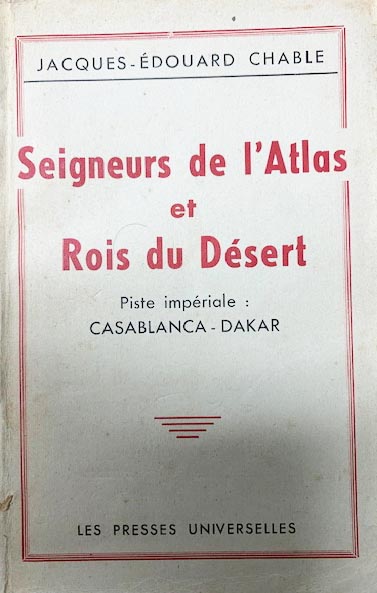 JACQUES-ÉDOUARD CHABLE
Seigneurs de l'Atlas
et
Rois du Désert
Piste impériale :
CASABLANCA - DAKAR
LES PRESSES UNIVERSELLES